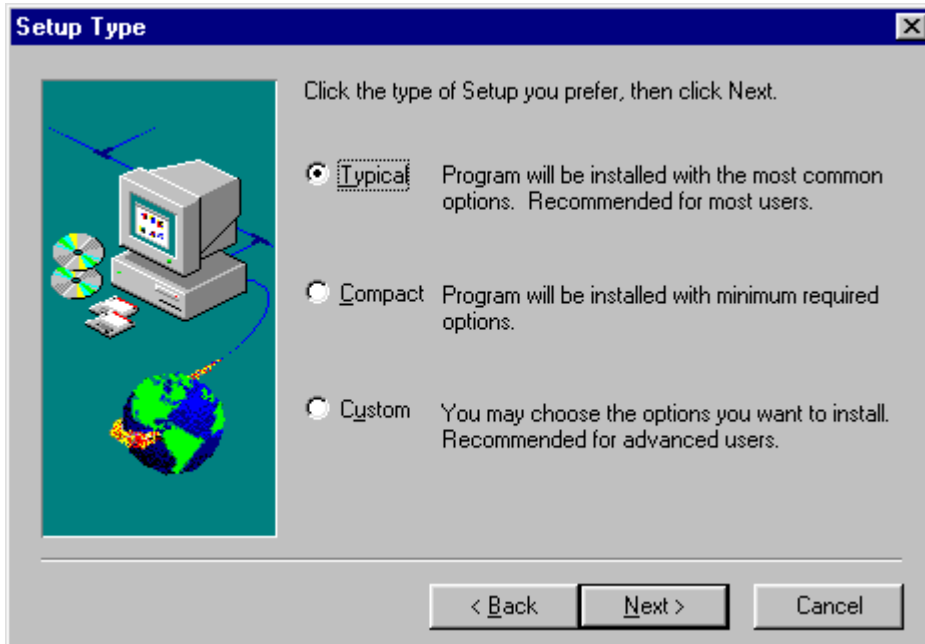 Setup Type
Click the type of Setup you prefer, then click Next.
Typical Program will be installed with the most common
options. Recommended for most users.
Compact Program will be installed with minimum required
options.
Custom You may choose the options you want to install.
Recommended for advanced users.
< Back Next > Cancel